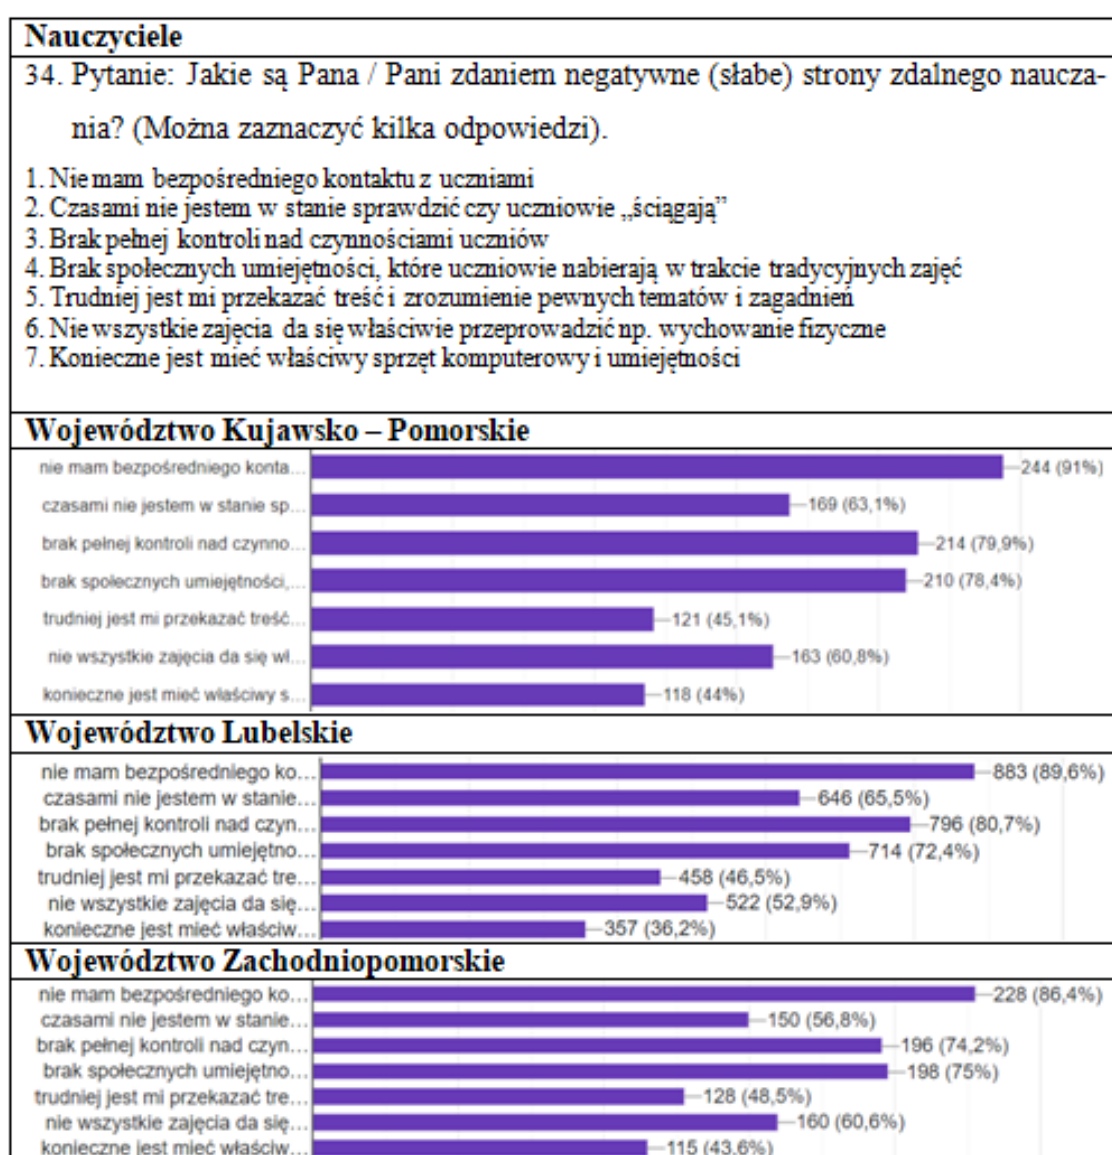 Nauczyciele
34. Pytanie: Jakie są Pana / Pani zdaniem negatywne (słabe) strony zdalnego naucza-
nia? (Można zaznaczyć kilka odpowiedzi).
1. Nie mam bezpośredniego kontaktu z uczniami
2. Czasami nie jestem w stanie sprawdzić czy uczniowie „ściągają”
3. Brak pełnej kontroli nad czynnościami uczniów
4. Brak społecznych umiejętności, które uczniowie nabierają w trakcie tradycyjnych zajęć
5. Trudniej jest mi przekazać treść i zrozumienie pewnych tematów i zagadnień
6. Nie wszystkie zajęcia da się właściwie przeprowadzić np. wychowanie fizyczne
7. Konieczne jest mieć właściwy sprzęt komputerowy i umiejętności
Województwo Kujawsko – Pomorskie
nie mam bezpośredniego konta... 244 (91%)
czasami nie jestem w stanie sp... 169 (63,1%)
brak pełnej kontroli nad czynno... 214 (79,9%)
brak społecznych umiejętności,... 210 (78,4%)
trudniej jest mi przekazać treść... 121 (45,1%)
nie wszystkie zajęcia da się wł... 163 (60,8%)
konieczne jest mieć właściwy s... 118 (44%)
Województwo Lubelskie
nie mam bezpośredniego ko... 883 (89,6%)
czasami nie jestem w stanie... 646 (65,5%)
brak pełnej kontroli nad czyn... 796 (80,7%)
brak społecznych umiejętno... 714 (72,4%)
trudniej jest mi przekazać tre... 458 (46,5%)
nie wszystkie zajęcia da się... 522 (52,9%)
konieczne jest mieć właściw... 357 (36,2%)
Województwo Zachodniopomorskie
nie mam bezpośredniego ko... 228 (86,4%)
czasami nie jestem w stanie... 150 (56,8%)
brak pełnej kontroli nad czyn... 196 (74,2%)
brak społecznych umiejętno... 198 (75%)
trudniej jest mi przekazać tre... 128 (48,5%)
nie wszystkie zajęcia da się... 160 (60,6%)
konieczne jest mieć właściw... 115 (43,6%)